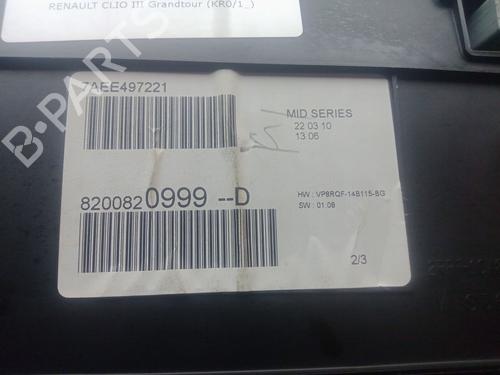 RENAULT CLIO III Grandtour (KR0/1_)
B-PARTS
7AEE497221
MID SERIES
22 03 10
13 06
8200820999 --D
HW : VP8RQF-14B115-BG
SW : 01.08
2/3